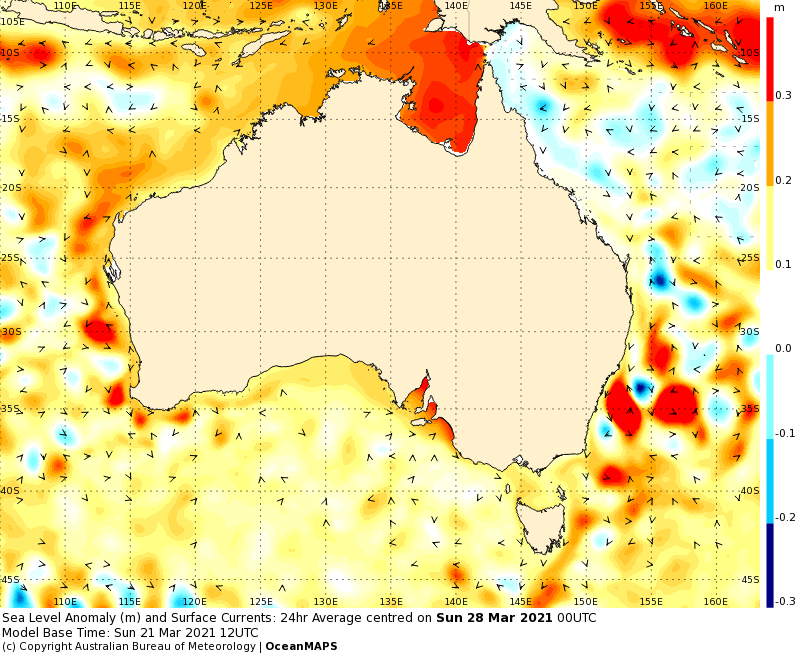 110E 115E 120E 125E 130E 135E 140E 145E 150E 155E 160E m
105S
10S
0.3
15S 15S
0.2
20S 20S
25S 25S
0.1
30S 30S
0.0
35S 35S
-0.1
40S 40S
-0.2
45S 45S
110E 115E 120E 125E 130E 135E 140E 145E 150E 155E 160E
-0.3
Sea Level Anomaly (m) and Surface Currents: 24hr Average centred on Sun 28 Mar 2021 00UTC
Model Base Time: Sun 21 Mar 2021 12UTC
(c) Copyright Australian Bureau of Meteorology | OceanMAPS